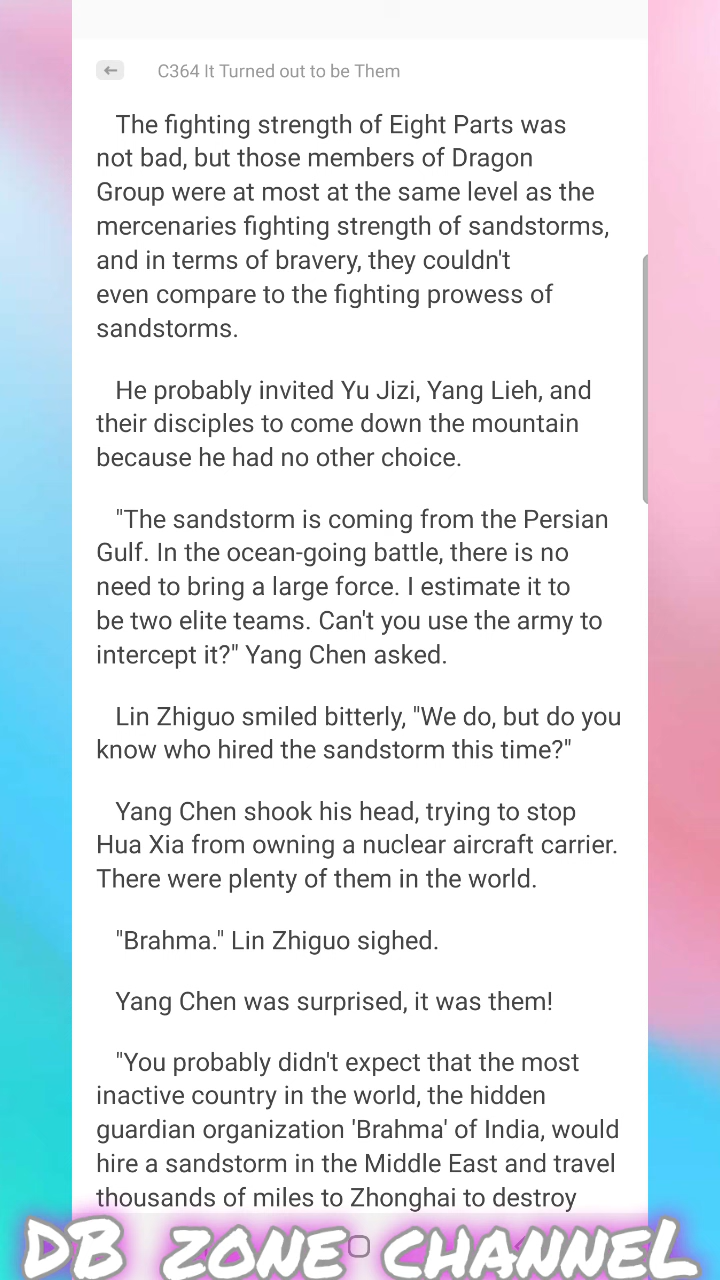 C364 It Turned out to be Them
The fighting strength of Eight Parts was
not bad, but those members of Dragon
Group were at most at the same level as the
mercenaries fighting strength of sandstorms,
and in terms of bravery, they couldn't
even compare to the fighting prowess of
sandstorms.
He probably invited Yu Jizi, Yang Lieh, and
their disciples to come down the mountain
because he had no other choice.
"The sandstorm is coming from the Persian
Gulf. In the ocean-going battle, there is no
need to bring a large force. I estimate it to
be two elite teams. Can't you use the army to
intercept it?" Yang Chen asked.
Lin Zhiguo smiled bitterly, "We do, but do you
know who hired the sandstorm this time?"
Yang Chen shook his head, trying to stop
Hua Xia from owning a nuclear aircraft carrier.
There were plenty of them in the world.
"Brahma." Lin Zhiguo sighed.
Yang Chen was surprised, it was them!
"You probably didn't expect that the most
inactive country in the world, the hidden
guardian organization 'Brahma' of India, would
hire a sandstorm in the Middle East and travel
thousands of miles to Zhonghai to destroy
DB ZONE CHANNEL